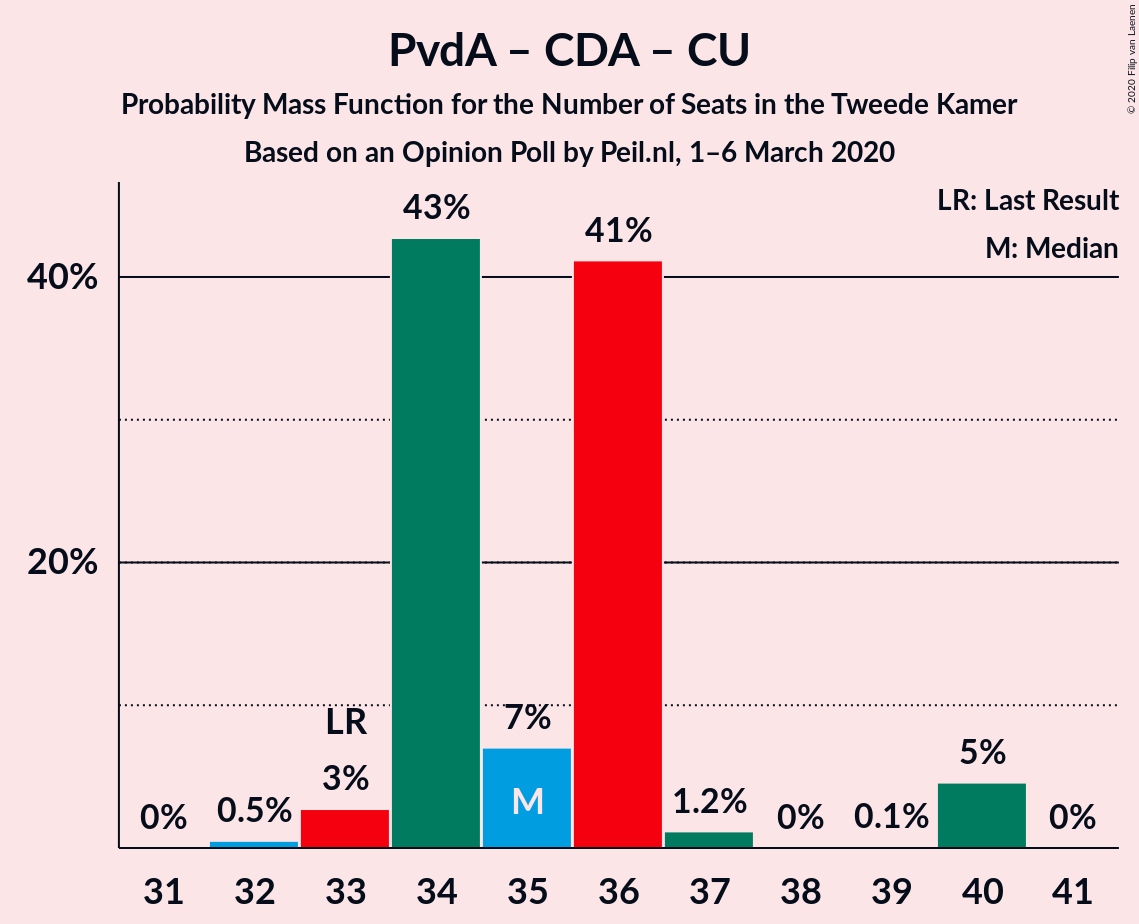 PvdA – CDA – CU
Probability Mass Function for the Number of Seats in the Tweede Kamer
Based on an Opinion Poll by Peil.nl, 1–6 March 2020
© 2020 Filip van Laenen
LR: Last Result
M: Median
43%
41%
40%
20%
LR
7%
5%
3%
M
0%
0.5%
1.2%
0%
0.1%
0%
31 32 33 34 35 36 37 38 39 40 41